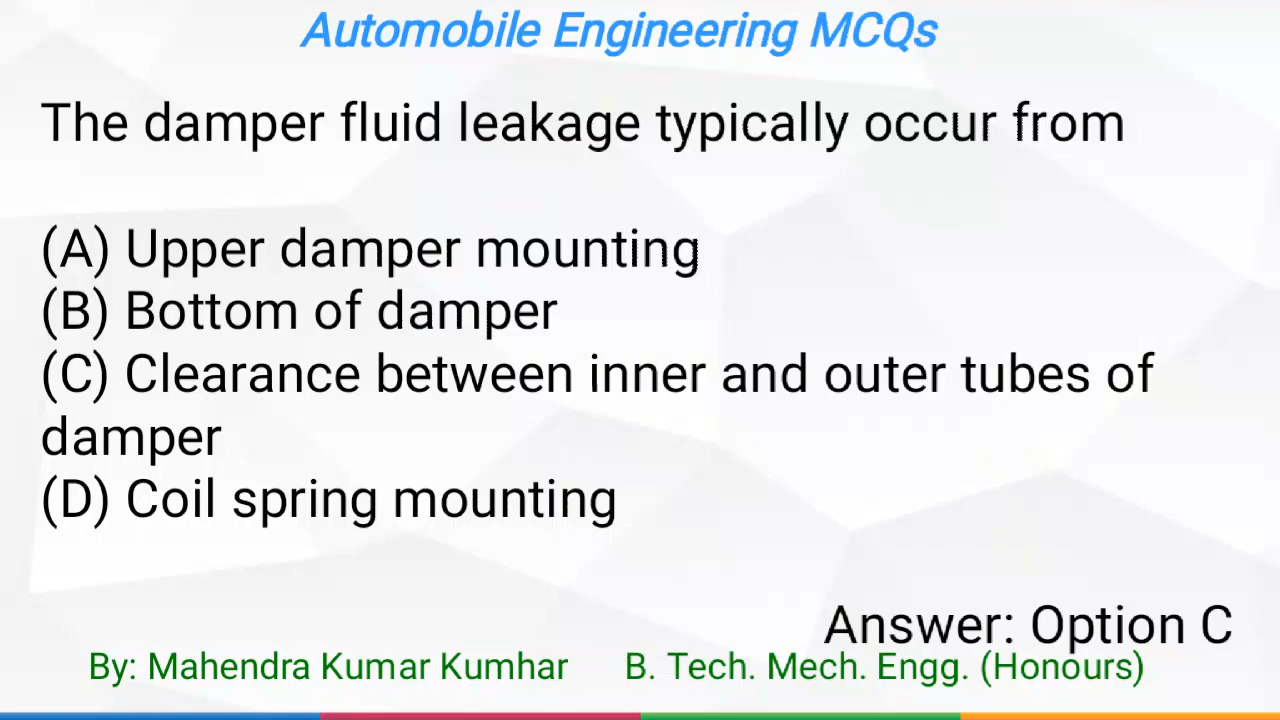 Automobile Engineering MCQs
The damper fluid leakage typically occur from
(A) Upper damper mounting
(B) Bottom of damper
(C) Clearance between inner and outer tubes of
damper
(D) Coil spring mounting
Answer: Option C
By: Mahendra Kumar Kumhar B. Tech. Mech. Engg. (Honours)